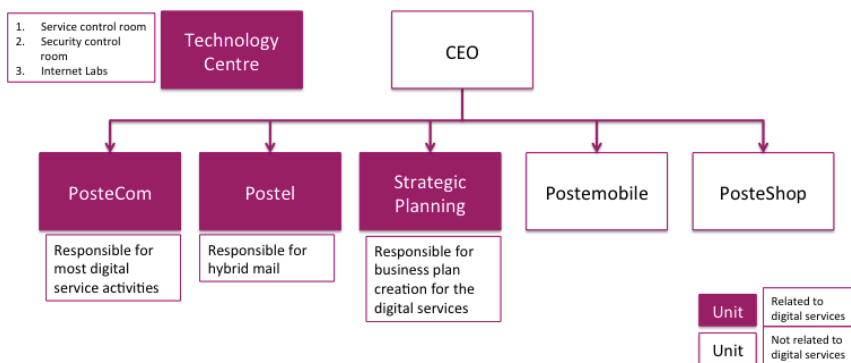 1. Service control room
2. Security control
room
3. Internet Labs
Technology
Centre
CEO
PosteCom
Postel
Strategic
Planning
Postemobile
PosteShop
Responsible for
most digital
service activities
Responsible for
hybrid mail
Responsible for
business plan
creation for the
digital services
Unit
Related to
digital services
Unit
Not related to
digital services